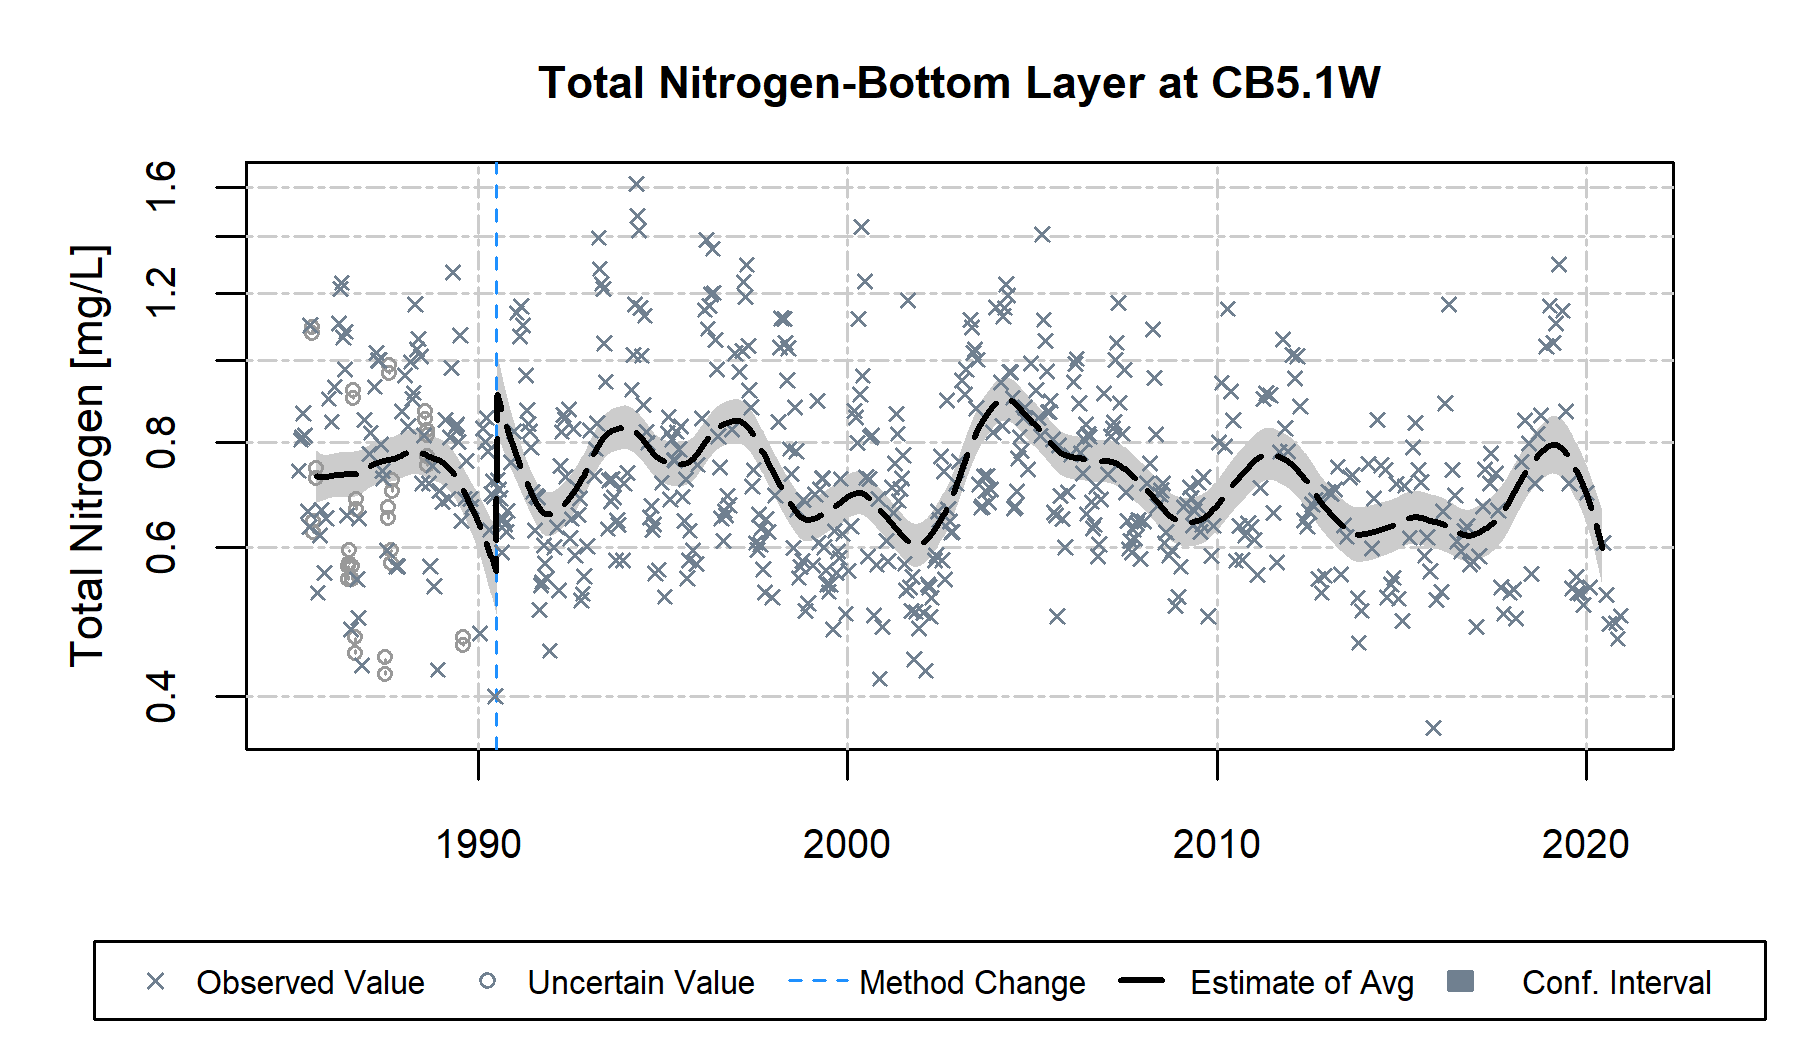 Total Nitrogen-Bottom Layer at CB5.1W
Total Nitrogen [mg/L]
1.6
1.2
0.8
0.6
0.4
1990 2000 2010 2020
Observed Value Uncertain Value Method Change Estimate of Avg Conf. Interval